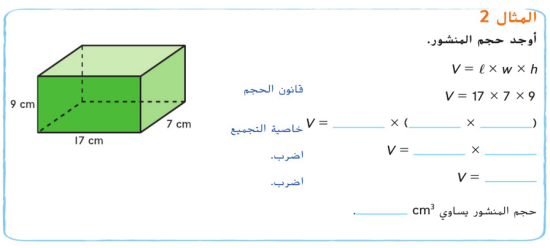 المثال 2
أوجد حجم المنشور.
V = ℓ × w × h
قانون الحجم V = 17 × 7 × 9
خاصية التجميع V = ______ × ( ______ × ______ )
اضرب. V = ______ × ______
اضرب. V = ______
9 cm
7 cm
17 cm
حجم المنشور يساوي ______ cm³.